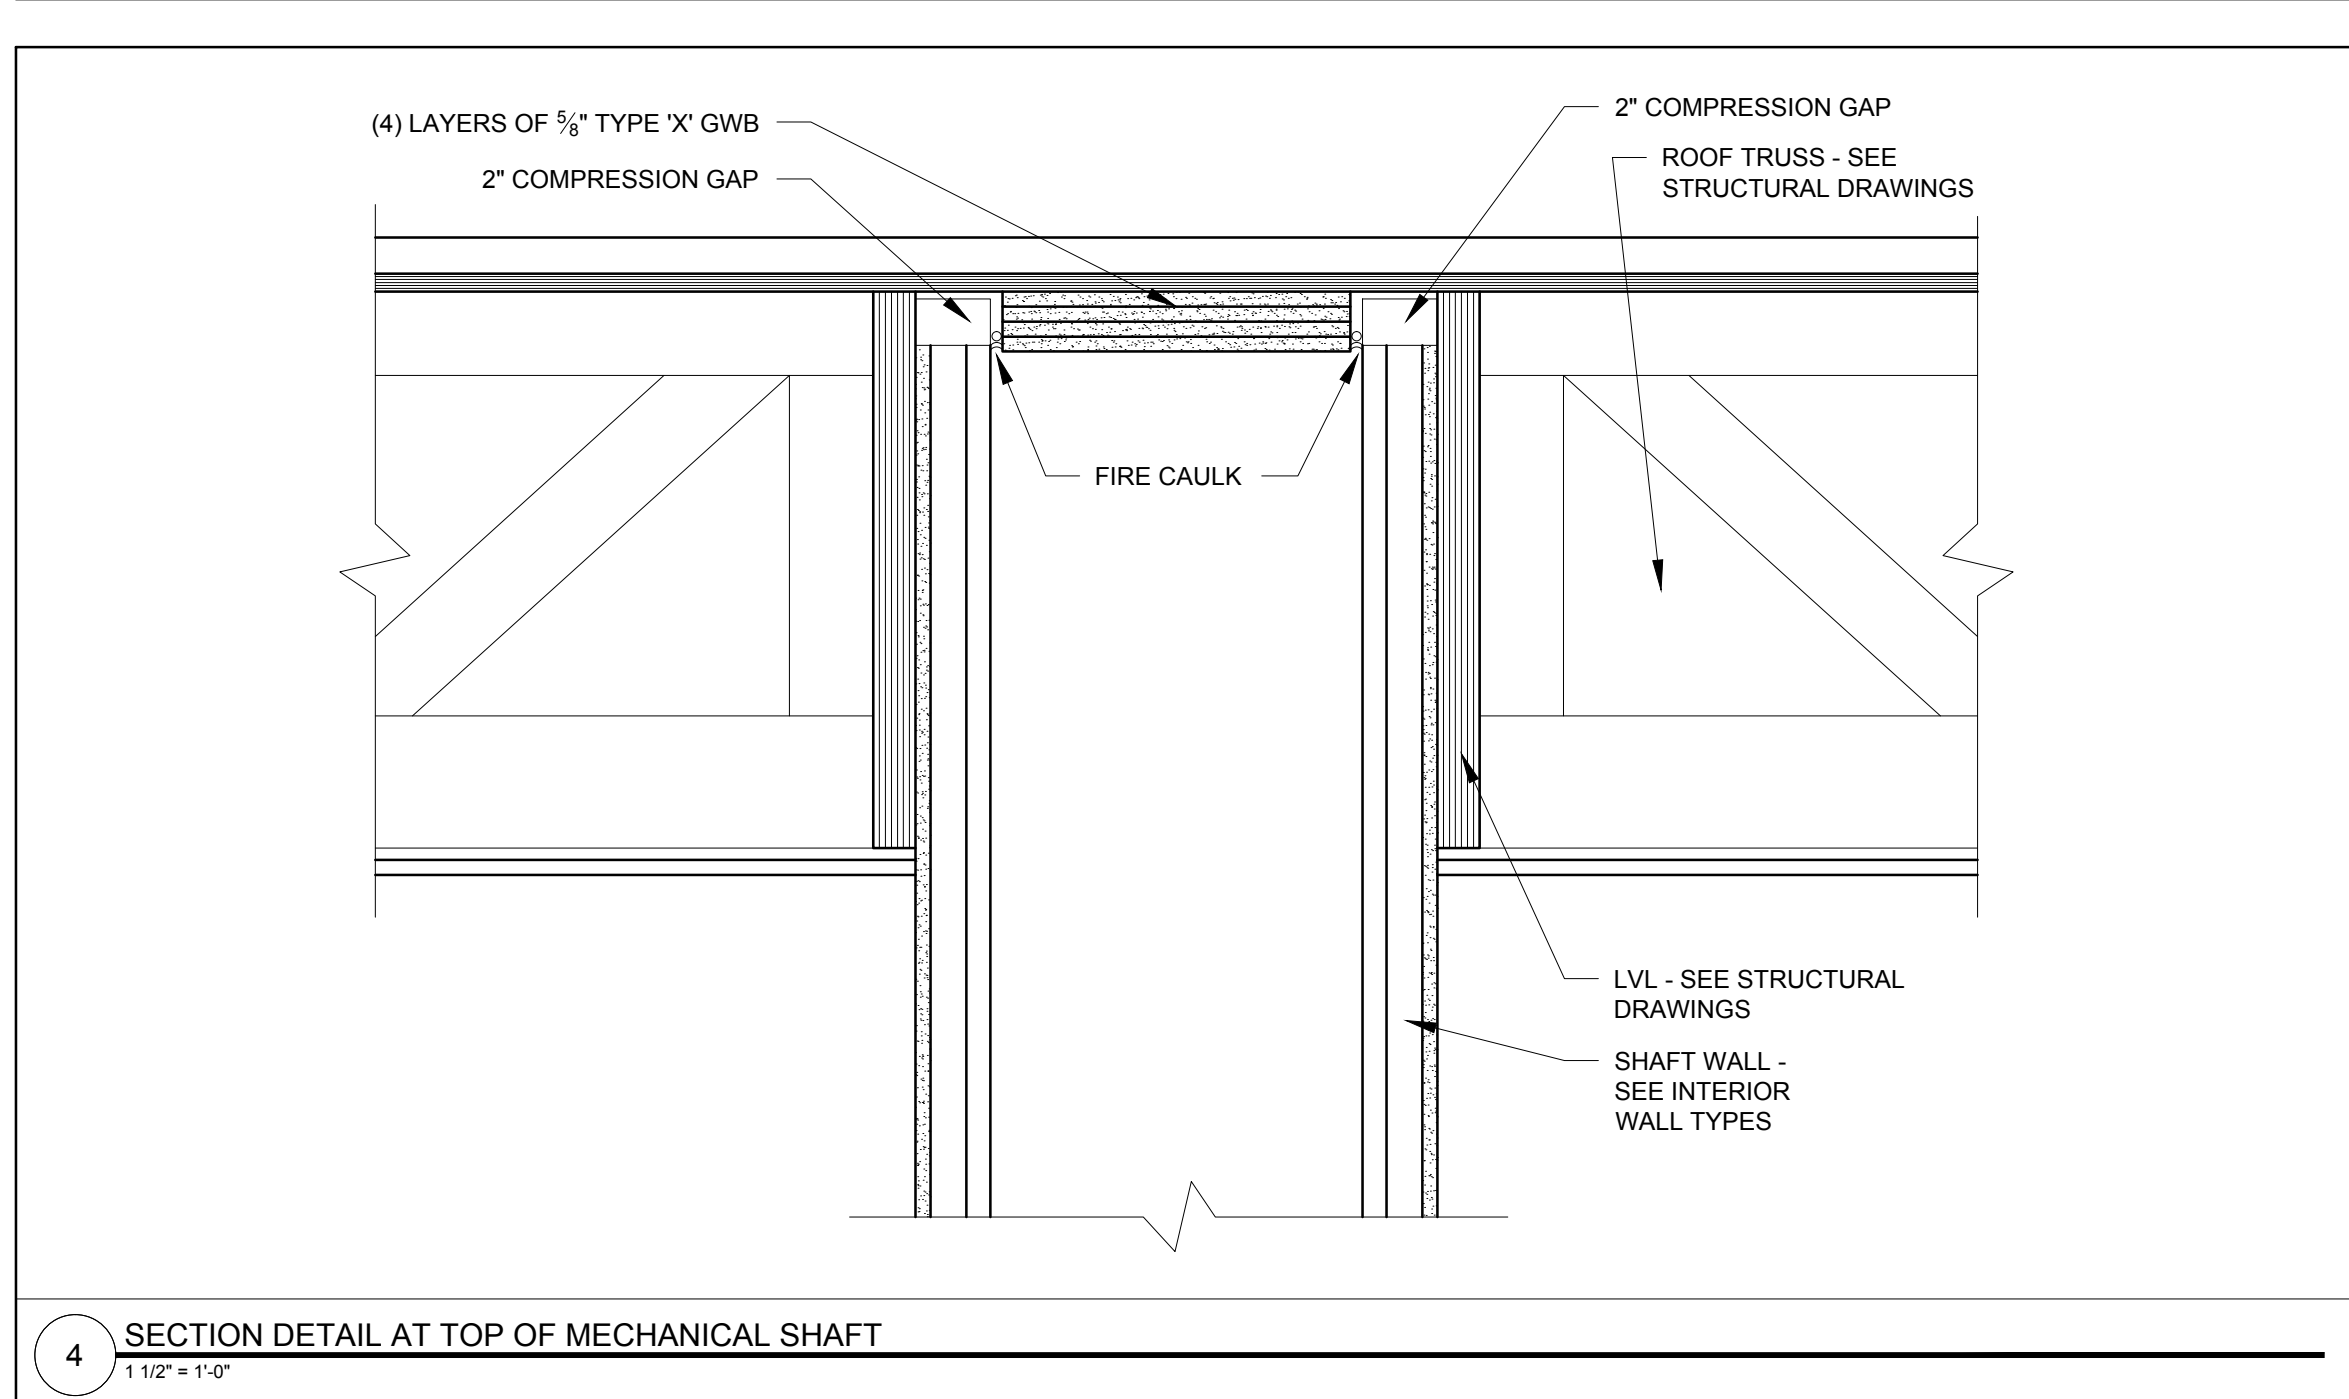 (4) LAYERS OF ⅝" TYPE 'X' GWB
2" COMPRESSION GAP
2" COMPRESSION GAP
ROOF TRUSS - SEE
STRUCTURAL DRAWINGS
FIRE CAULK
LVL - SEE STRUCTURAL
DRAWINGS
SHAFT WALL -
SEE INTERIOR
WALL TYPES
4
SECTION DETAIL AT TOP OF MECHANICAL SHAFT
1 1/2" = 1'-0"